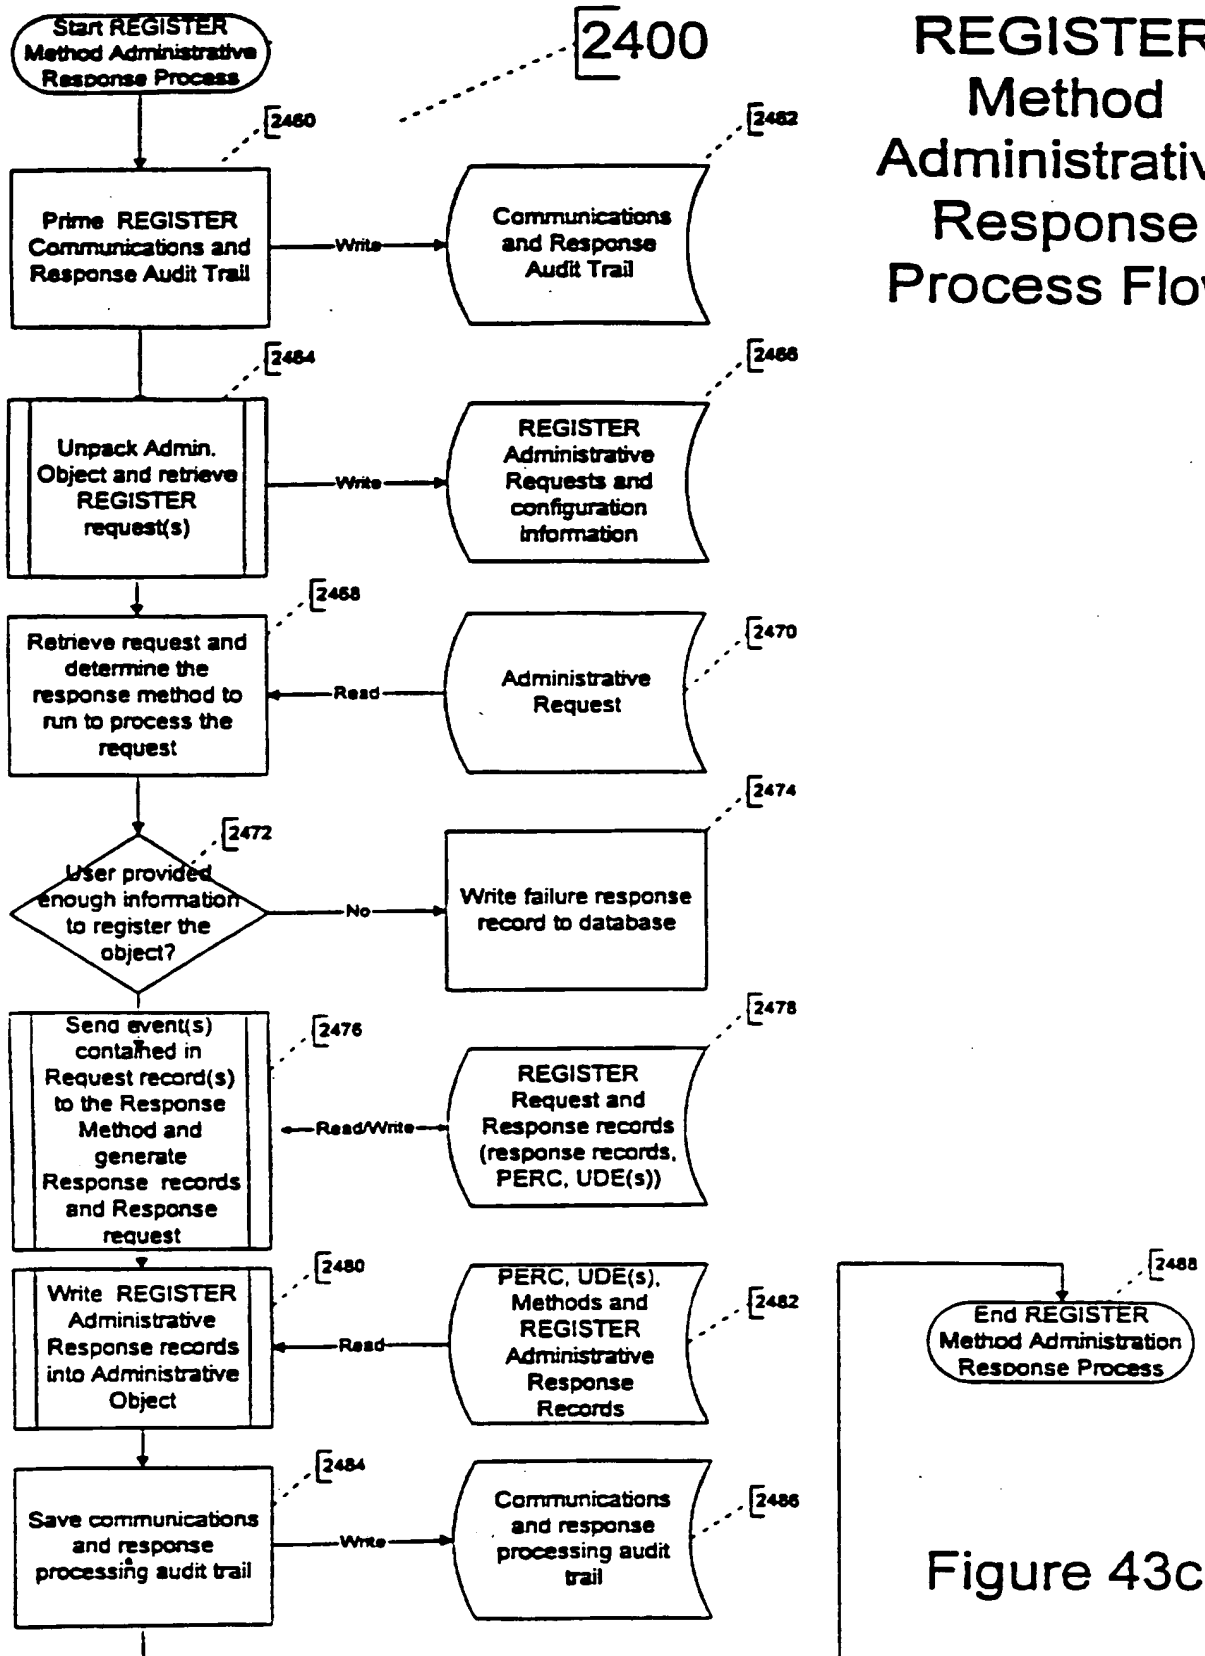 Start REGISTER
Method Administrative
Response Process
2400
REGISTER
Method
Administrativ
Response
Process Flow
2460
2462
Prime REGISTER
Communications and
Response Audit Trail
Write
Communications
and Response
Audit Trail
2464
2466
Unpack Admin.
Object and retrieve
REGISTER
request(s)
Write
REGISTER
Administrative
Requests and
configuration
information
2468
2470
Retrieve request and
determine the
response method to
run to process the
request
Read
Administrative
Request
2472
2474
User provided
enough information
to register the
object?
No
Write failure response
record to database
2476
2478
Send event(s)
contained in
Request record(s)
to the Response
Method and
generate
Response records
and Response
request
Read/Write
REGISTER
Request and
Response records
(response records,
PERC, UDE(s))
2480
2482
Write REGISTER
Administrative
Response records
into Administrative
Object
Read
PERC, UDE(s),
Methods and
REGISTER
Administrative
Response
Records
2488
End REGISTER
Method Administration
Response Process
2484
2486
Save communications
and response
processing audit trail
Write
Communications
and response
processing audit
trail
Figure 43c